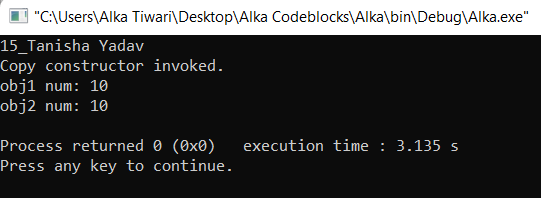 "C:\Users\Alka Tiwari\Desktop\Alka Codeblocks\Alka\bin\Debug\Alka.exe"
15_Tanisha Yadav
Copy constructor invoked.
obj1 num: 10
obj2 num: 10
Process returned 0 (0x0)   execution time : 3.135 s
Press any key to continue.